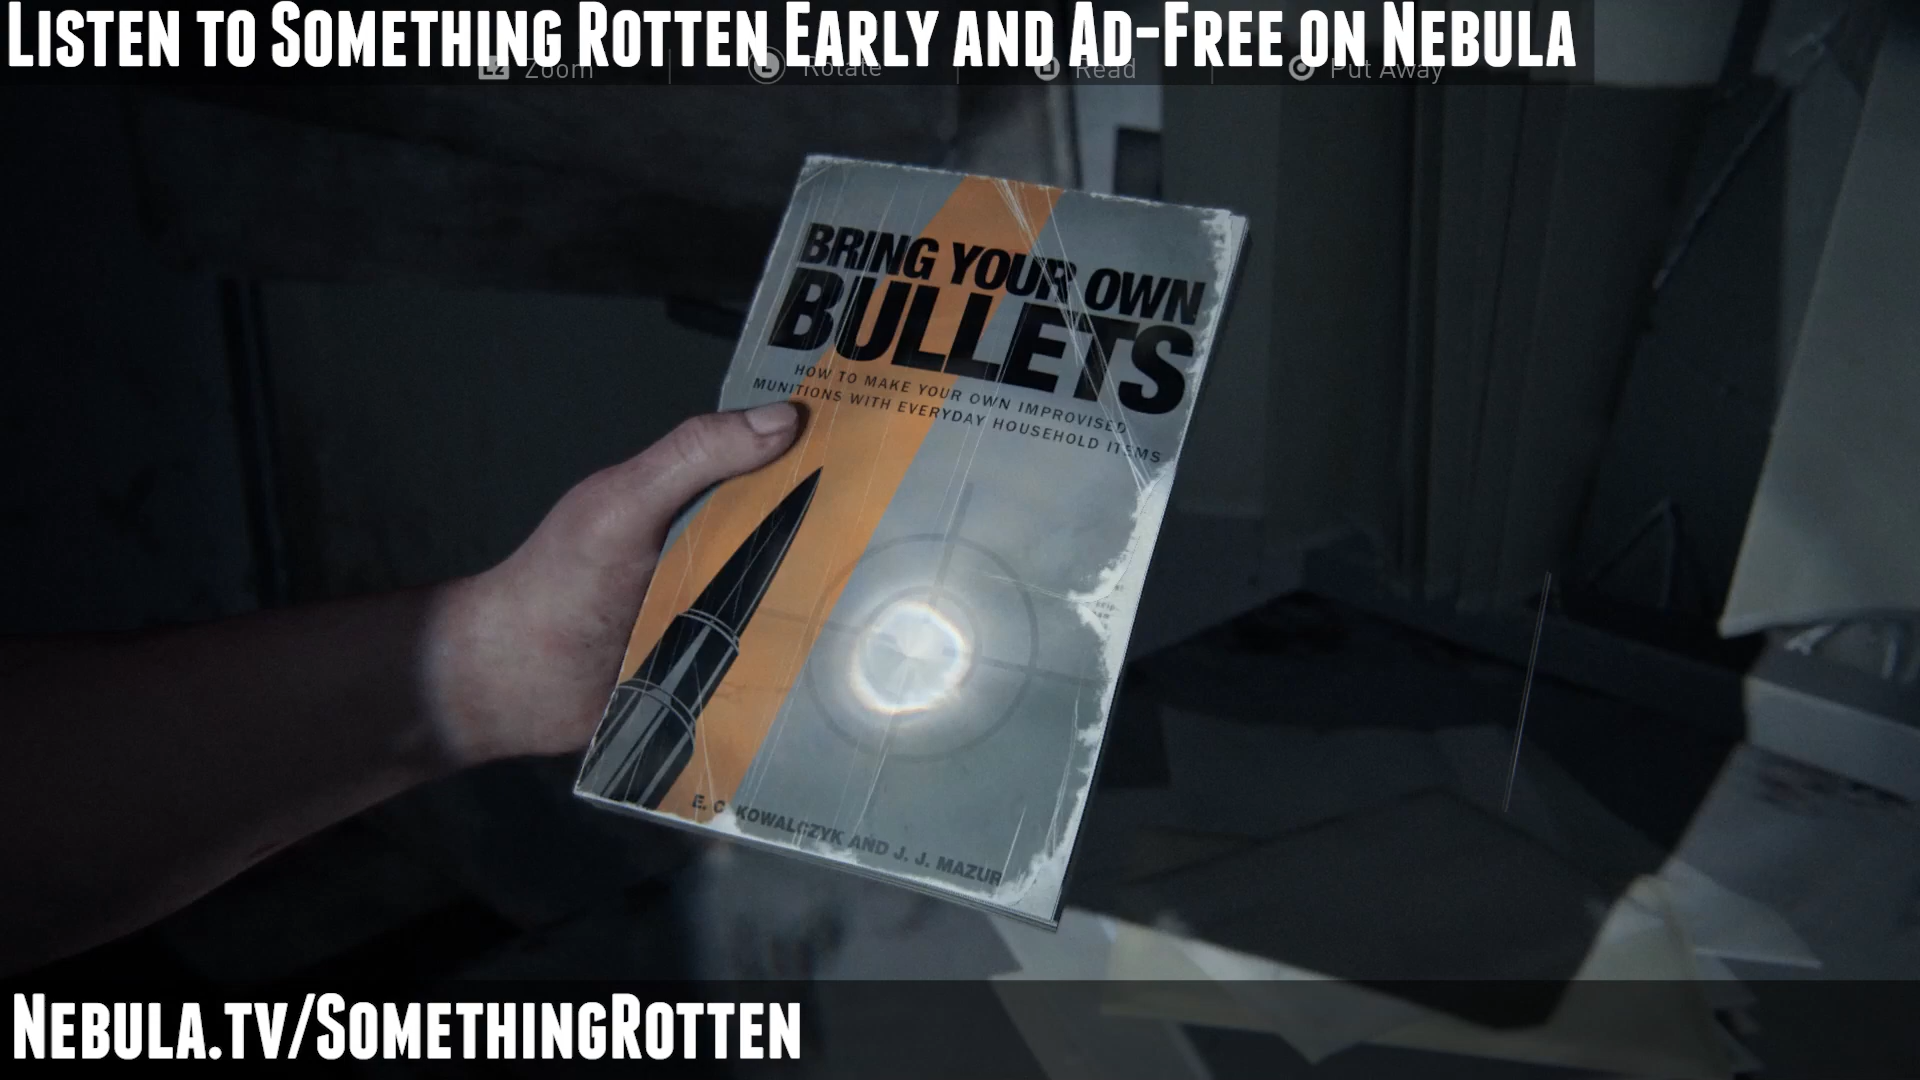 Listen to Something Rotten Early and Ad-Free on Nebula
L2 Zoom L Rotate Read Put Away
BRING YOUR OWN
BULLETS
HOW TO MAKE YOUR OWN IMPROVISED
MUNITIONS WITH EVERYDAY HOUSEHOLD ITEMS
E. C. KOWALCZYK AND J. J. MAZUR
Nebula.tv/SomethingRotten